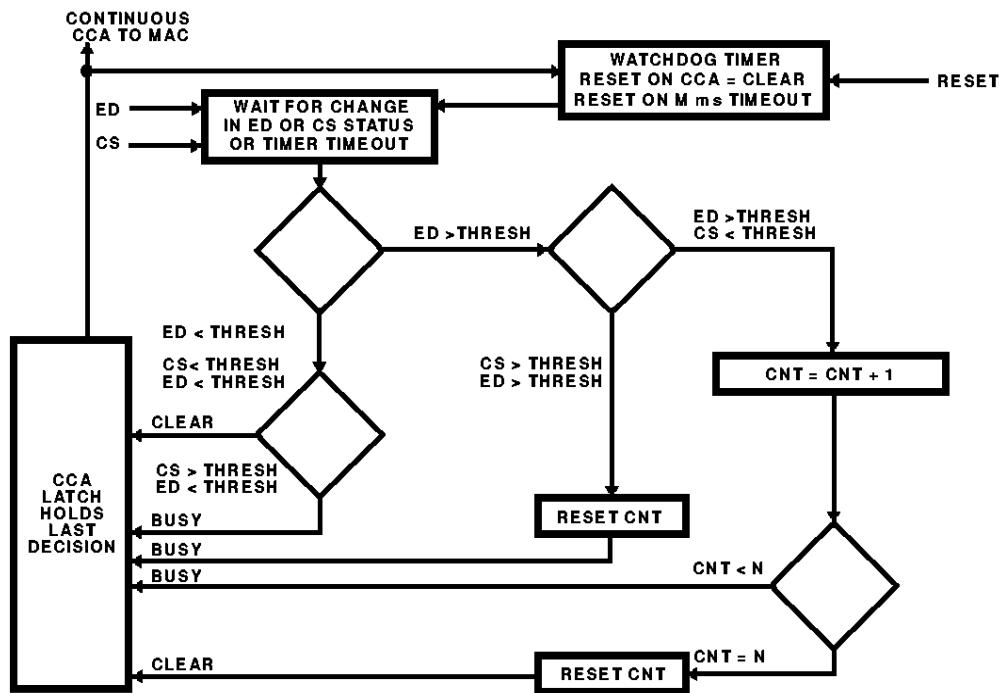 CONTINUOUS
CCA TO MAC
WATCHDOG TIMER
RESET ON CCA = CLEAR
RESET ON M ms TIMEOUT
RESET
ED
CS
WAIT FOR CHANGE
IN ED OR CS STATUS
OR TIMER TIMEOUT
ED >THRESH
ED >THRESH
CS < THRESH
ED < THRESH
CS< THRESH
ED < THRESH
CS > THRESH
ED > THRESH
CNT = CNT + 1
CLEAR
CS > THRESH
ED < THRESH
CCA
LATCH
HOLDS
LAST
DECISION
RESET CNT
BUSY
BUSY
BUSY
CNT < N
CLEAR
RESET CNT
CNT = N